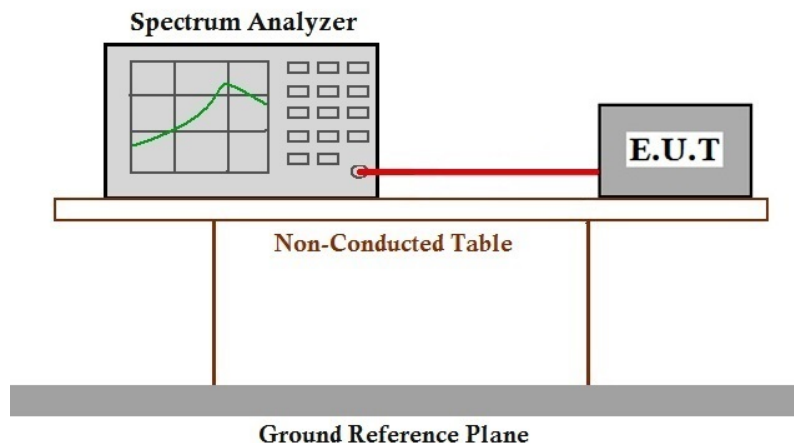 Spectrum Analyzer
E.U.T
Non-Conducted Table
Ground Reference Plane